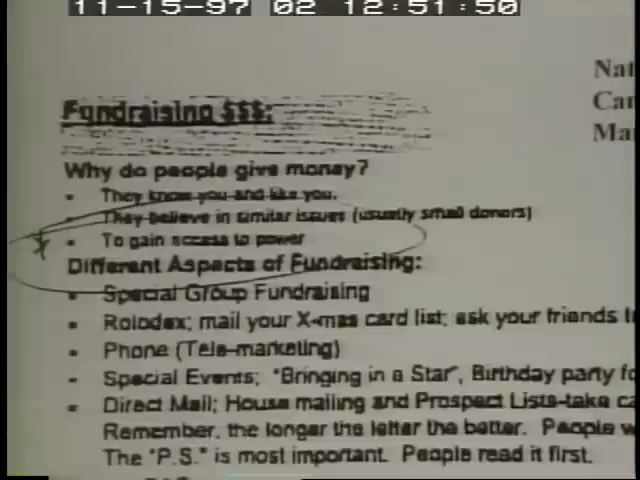 11-15-97 02 12:51:50
Nat
Car
Ma
Fundraising $$$:
Why do people give money?
• They know you and like you.
• They believe in similar issues (usually small donors)
• To gain access to power
Different Aspects of Fundraising:
• Special Group Fundraising
• Rolodex; mail your X-mas card list; ask your friends t
• Phone (Tele-marketing)
• Special Events; "Bringing in a Star", Birthday party fo
• Direct Mail; House mailing and Prospect Lists-take ca
Remember, the longer the letter the better. People w
The "P.S." is most important. People read it first.